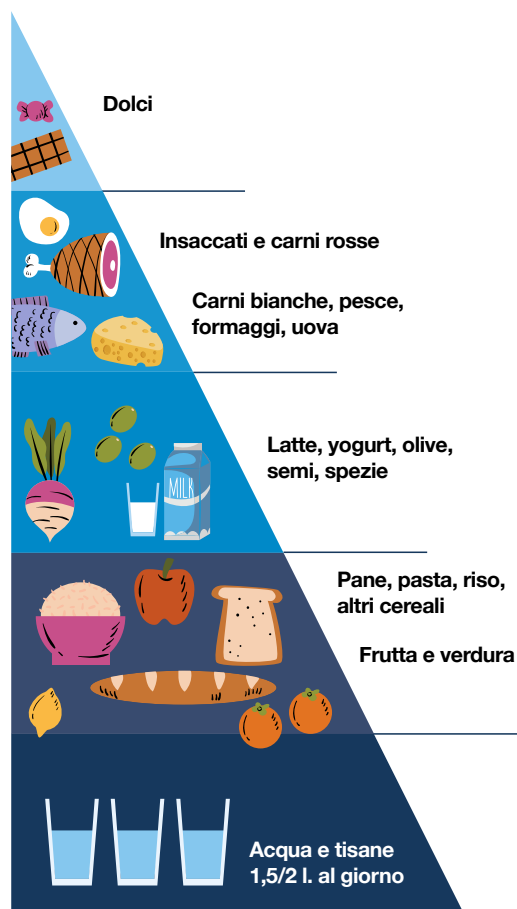 Dolci
Insaccati e carni rosse
Carni bianche, pesce,
formaggi, uova
Latte, yogurt, olive,
semi, spezie
MILK
Pane, pasta, riso,
altri cereali
Frutta e verdura
Acqua e tisane
1,5/2 l. al giorno